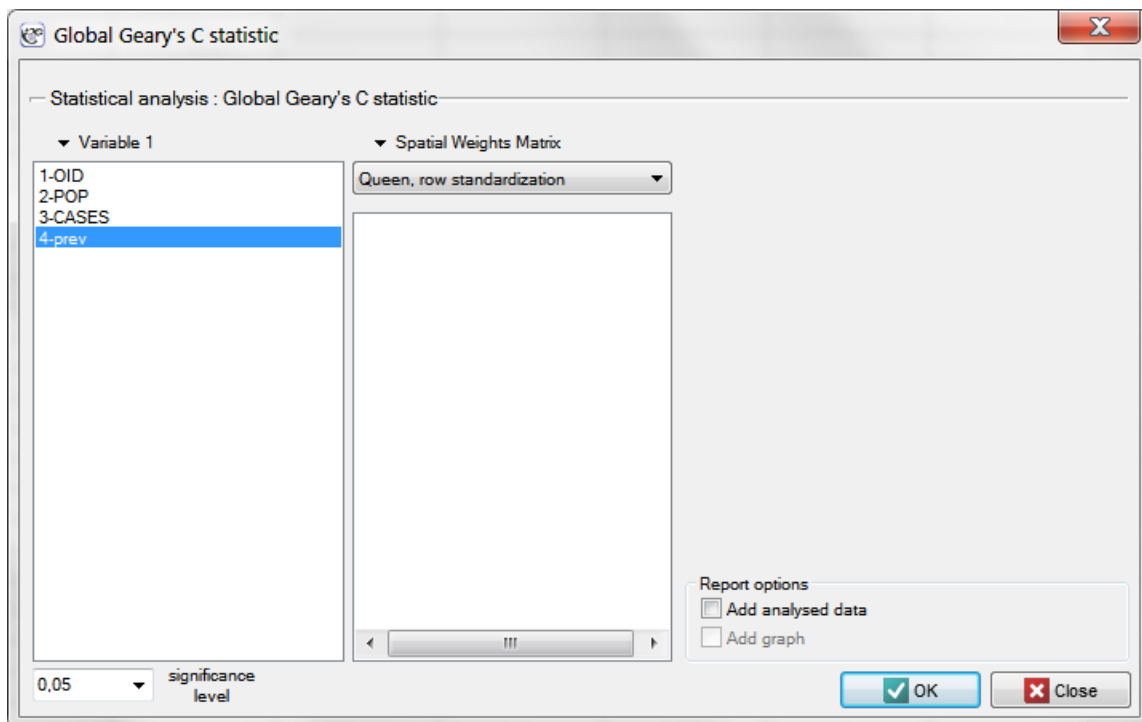 Global Geary's C statistic
Statistical analysis : Global Geary's C statistic
Variable 1
Spatial Weights Matrix
1-OID
2-POP
3-CASES
4-prev
Queen, row standardization
Report options
Add analysed data
Add graph
0,05
significance
level
OK
Close